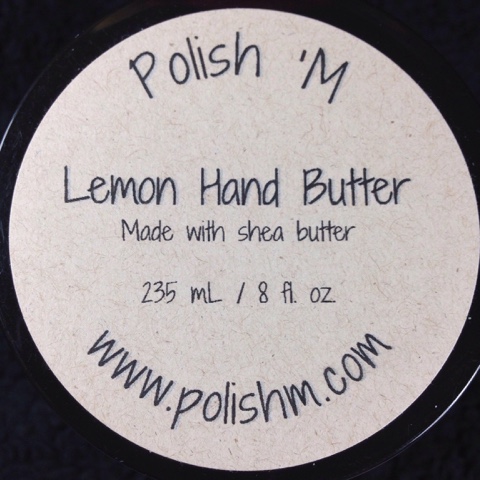 Polish 'M
Lemon Hand Butter
Made with shea butter
235 mL / 8 fl. oz
www.polishm.com